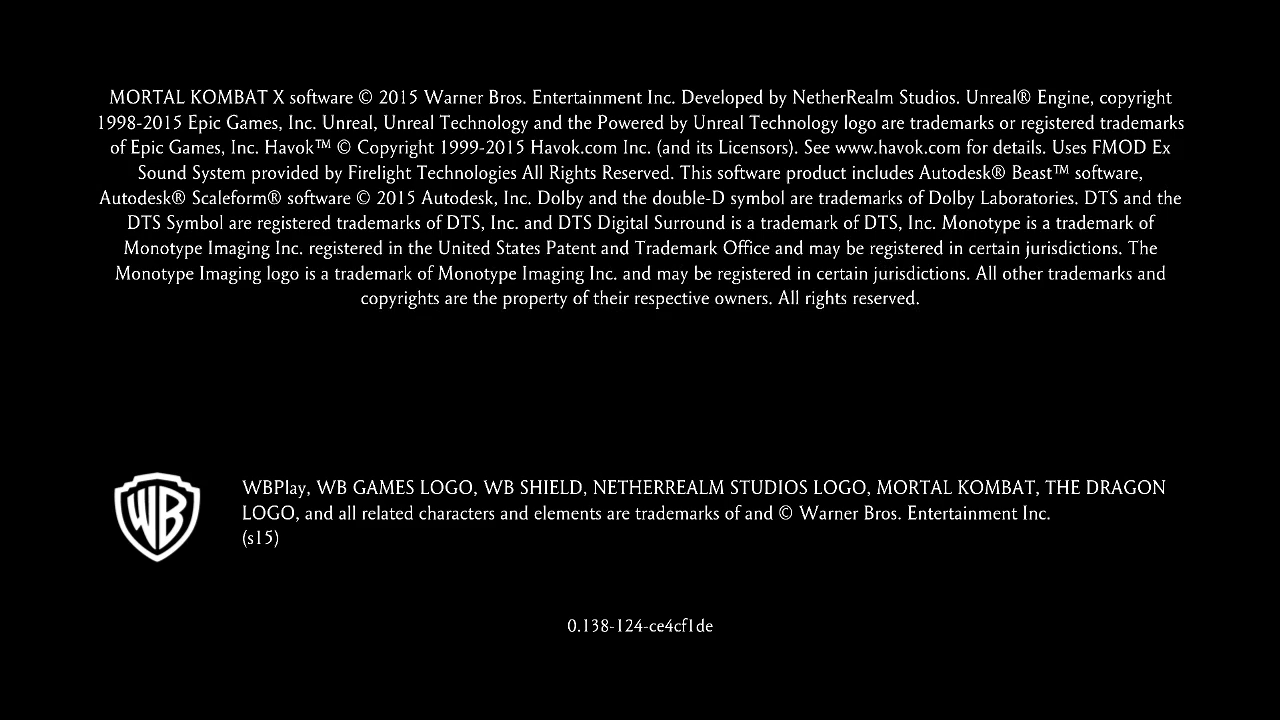 MORTAL KOMBAT X software © 2015 Warner Bros. Entertainment Inc. Developed by NetherRealm Studios. Unreal® Engine, copyright
1998-2015 Epic Games, Inc. Unreal, Unreal Technology and the Powered by Unreal Technology logo are trademarks or registered trademarks
of Epic Games, Inc. Havok™ © Copyright 1999-2015 Havok.com Inc. (and its Licensors). See www.havok.com for details. Uses FMOD Ex
Sound System provided by Firelight Technologies All Rights Reserved. This software product includes Autodesk® Beast™ software,
Autodesk® Scaleform® software © 2015 Autodesk, Inc. Dolby and the double-D symbol are trademarks of Dolby Laboratories. DTS and the
DTS Symbol are registered trademarks of DTS, Inc. and DTS Digital Surround is a trademark of DTS, Inc. Monotype is a trademark of
Monotype Imaging Inc. registered in the United States Patent and Trademark Office and may be registered in certain jurisdictions. The
Monotype Imaging logo is a trademark of Monotype Imaging Inc. and may be registered in certain jurisdictions. All other trademarks and
copyrights are the property of their respective owners. All rights reserved.
WB
WBPlay, WB GAMES LOGO, WB SHIELD, NETHERREALM STUDIOS LOGO, MORTAL KOMBAT, THE DRAGON
LOGO, and all related characters and elements are trademarks of and © Warner Bros. Entertainment Inc.
(s15)
0.138-124-ce4cf1de